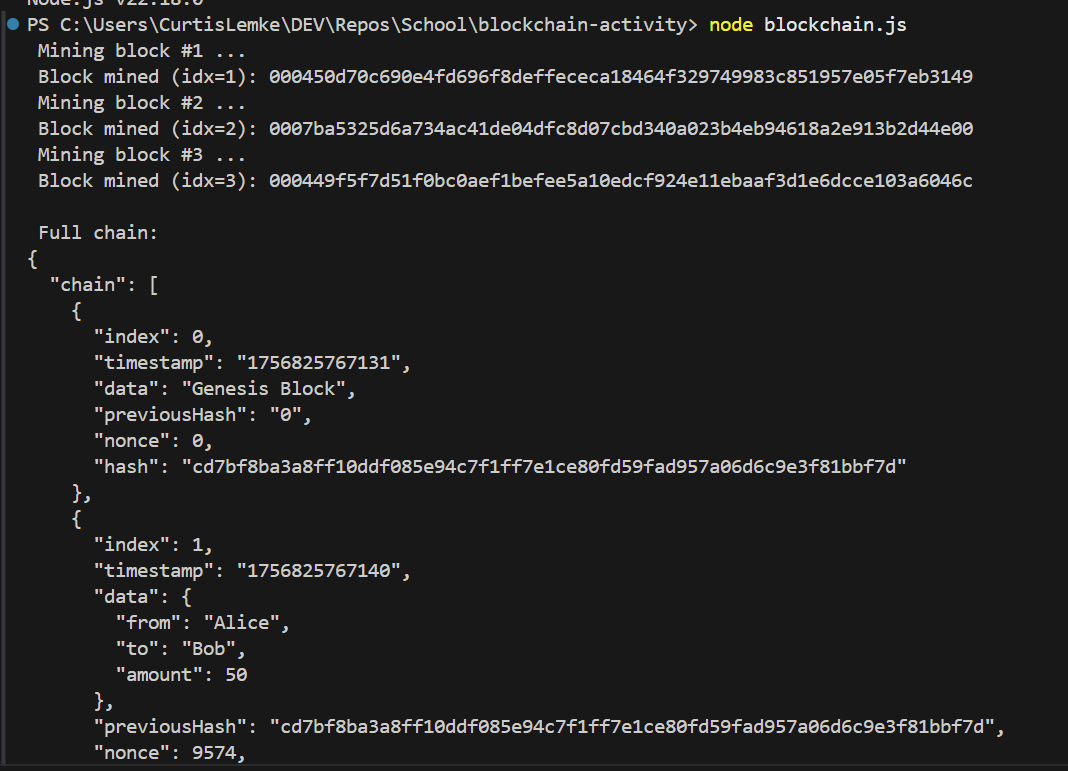 Node.js v22.18.0
PS C:\Users\CurtisLemke\DEV\Repos\School\blockchain-activity> node blockchain.js
Mining block #1 ...
Block mined (idx=1): 000450d70c690e4fd696f8deffececa18464f329749983c851957e05f7eb3149
Mining block #2 ...
Block mined (idx=2): 0007ba5325d6a734ac41de04dfc8d07cbd340a023b4eb94618a2e913b2d44e00
Mining block #3 ...
Block mined (idx=3): 000449f5f7d51f0bc0aef1befee5a10edcf924e11ebaaf3d1e6dcce103a6046c
Full chain:
{
"chain": [
{
"index": 0,
"timestamp": "1756825767131",
"data": "Genesis Block",
"previousHash": "0",
"nonce": 0,
"hash": "cd7bf8ba3a8ff10ddf085e94c7f1ff7e1ce80fd59fad957a06d6c9e3f81bbf7d"
},
{
"index": 1,
"timestamp": "1756825767140",
"data": {
"from": "Alice",
"to": "Bob",
"amount": 50
},
"previousHash": "cd7bf8ba3a8ff10ddf085e94c7f1ff7e1ce80fd59fad957a06d6c9e3f81bbf7d",
"nonce": 9574,